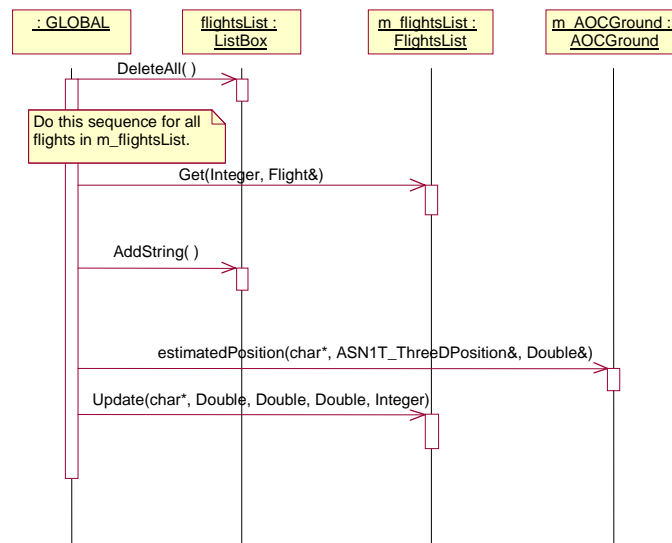 : GLOBAL
flightsList :
ListBox
m_flightsList :
FlightsList
m_AOCGround :
AOCGround
DeleteAll( )
Do this sequence for all
flights in m_flightsList.
Get(Integer, Flight&)
AddString( )
estimatedPosition(char*, ASN1T_ThreeDPosition&, Double&)
Update(char*, Double, Double, Double, Integer)